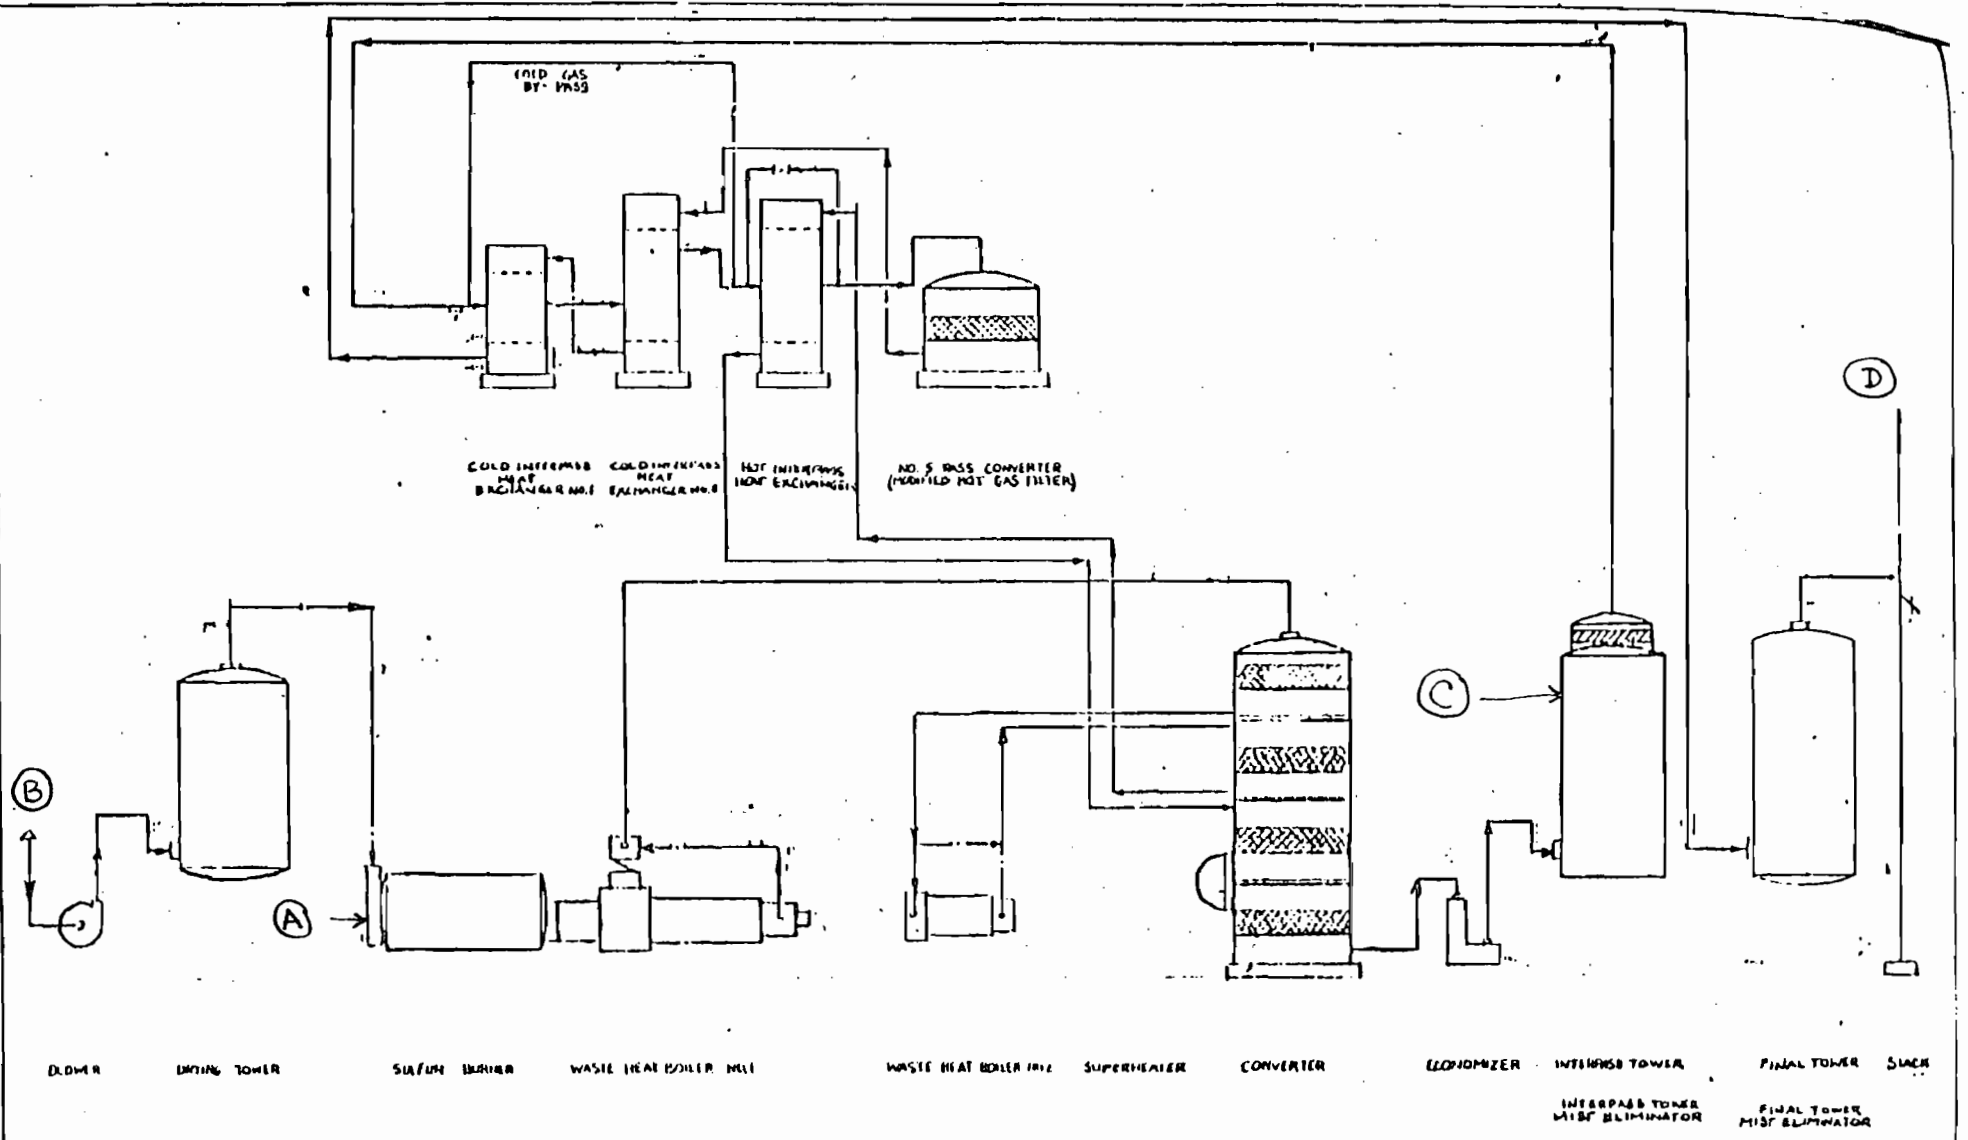 COLD GAS
BY-PASS
D
COLD INTERPASS
HEAT
EXCHANGER NO.
COLD INTERPASS
HEAT
EXCHANGER NO.
HOT INTERPASS
HEAT EXCHANGER
NO. 5 PASS CONVERTER
(MODIFIED HOT GAS FILTER)
C
B
A
BLOWER
DRYING TOWER
SULFUR BURNER
WASTE HEAT BOILER NO.1
WASTE HEAT BOILER NO.2
SUPERHEATER
CONVERTER
ECONOMIZER
INTERPASS TOWER
FINAL TOWER
STACK
INTERPASS TOWER
MIST ELIMINATOR
FINAL TOWER
MIST ELIMINATOR